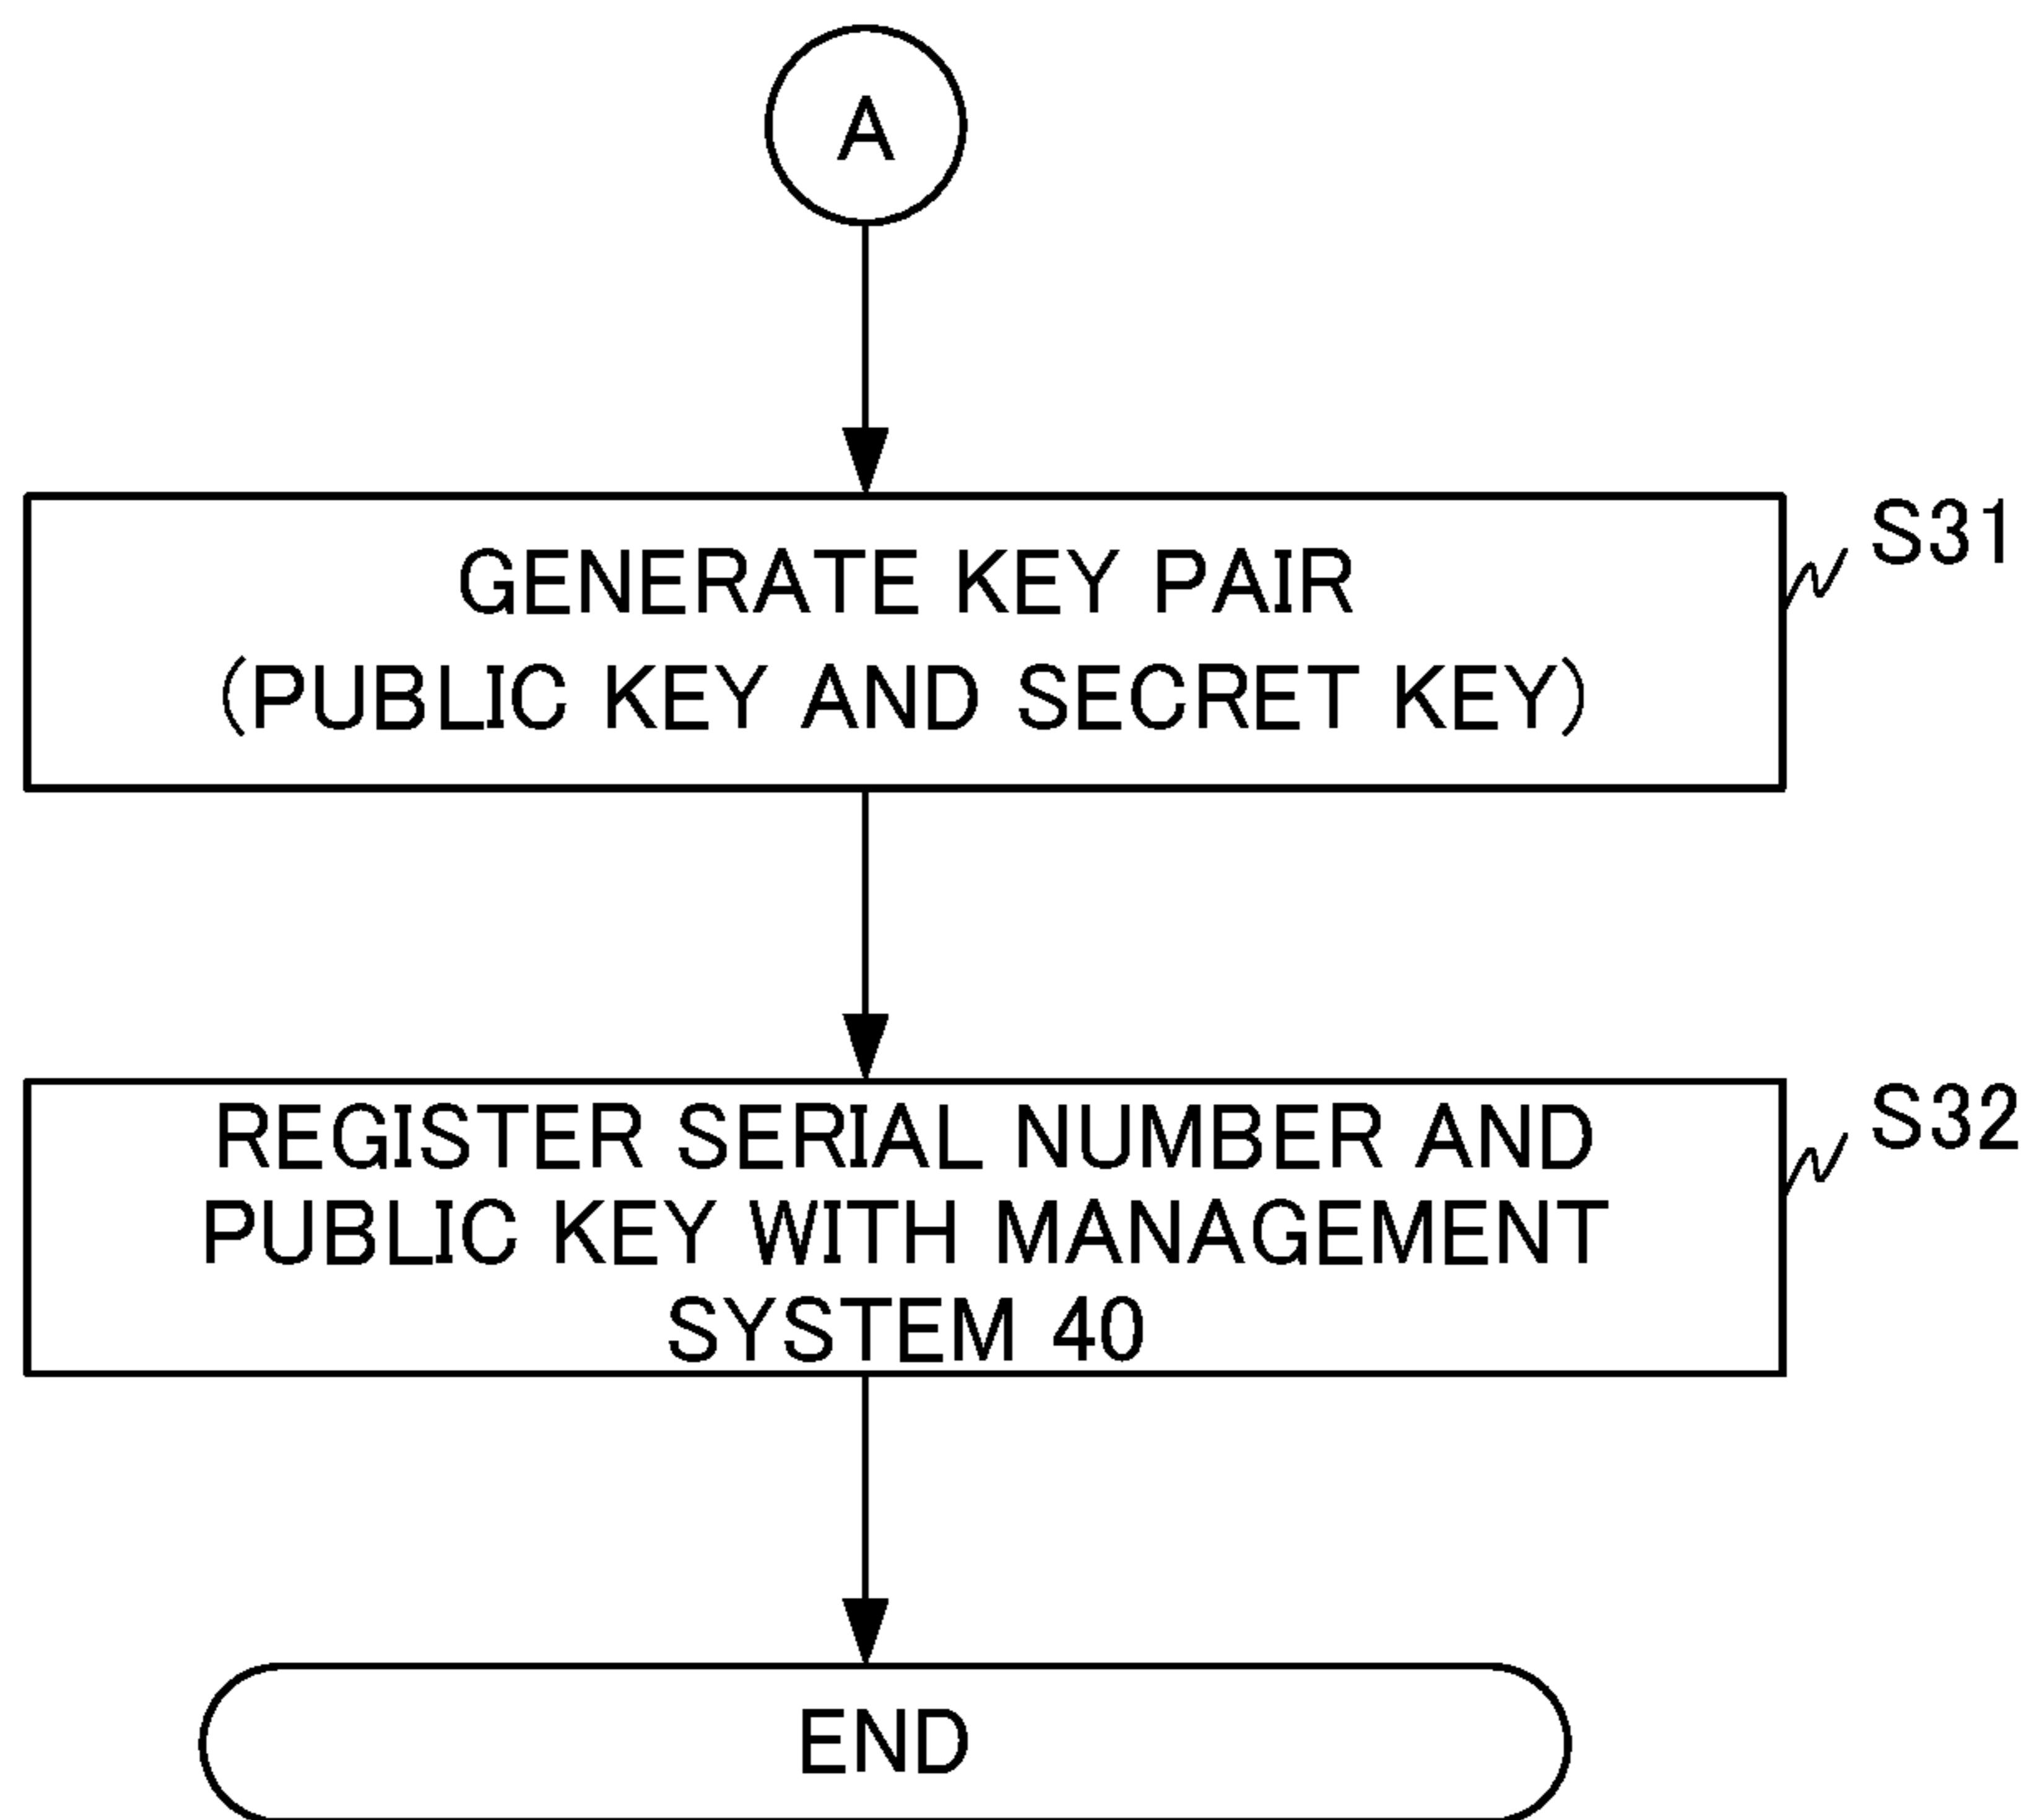 A
GENERATE KEY PAIR
(PUBLIC KEY AND SECRET KEY)
S31
REGISTER SERIAL NUMBER AND
PUBLIC KEY WITH MANAGEMENT
SYSTEM 40
S32
END